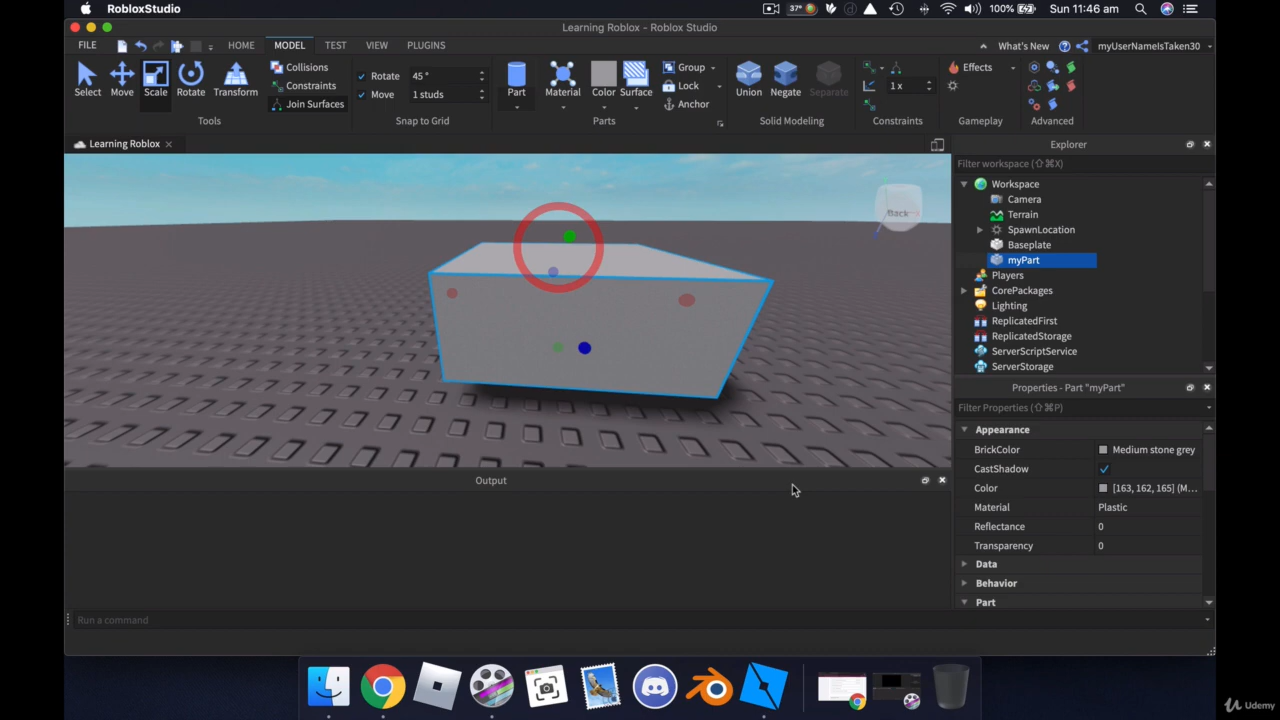 RobloxStudio
37°
100%
Sun 11:46 am
Learning Roblox - Roblox Studio
FILE
HOME
MODEL
TEST
VIEW
PLUGINS
What's New
myUserNameIsTaken30
Select
Move
Scale
Rotate
Transform
Collisions
Constraints
Join Surfaces
Tools
Rotate
45 °
Move
1 studs
Snap to Grid
Part
Material
Color
Surface
Group
Lock
Anchor
Parts
Union
Negate
Separate
Solid Modeling
1 x
Constraints
Effects
Gameplay
Advanced
Learning Roblox
Back
Explorer
Filter workspace (⇧⌘X)
Workspace
Camera
Terrain
SpawnLocation
Baseplate
myPart
Players
CorePackages
Lighting
ReplicatedFirst
ReplicatedStorage
ServerScriptService
ServerStorage
Properties - Part "myPart"
Filter Properties (⇧⌘P)
Appearance
BrickColor Medium stone grey
CastShadow
Color [163, 162, 165] (M...
Material Plastic
Reflectance 0
Transparency 0
Data
Behavior
Part
Output
Run a command
Udemy